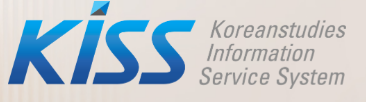 KISS
Koreanstudies
Information
Service System